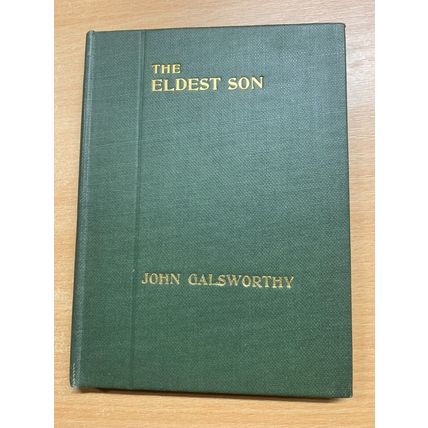 THE
ELDEST SON
JOHN GALSWORTHY